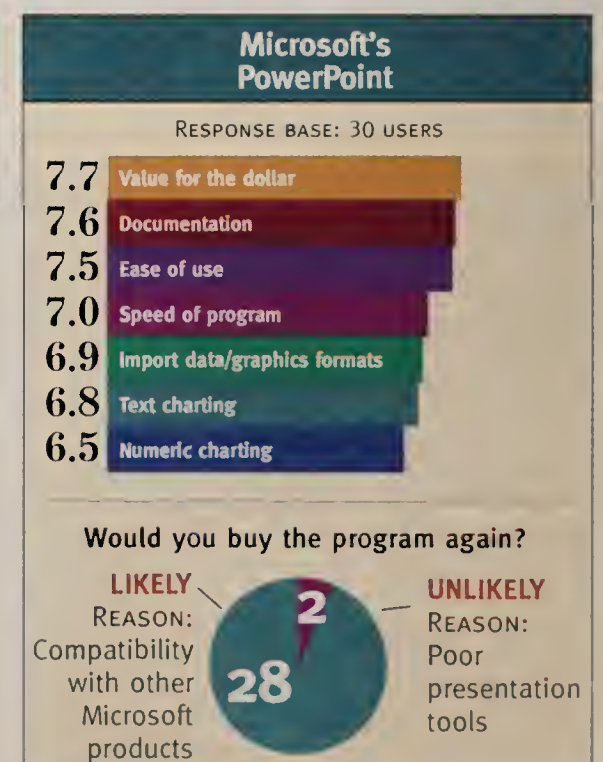 Microsoft's
PowerPoint
RESPONSE BASE: 30 USERS
7.7 Value for the dollar
7.6 Documentation
7.5 Ease of use
7.0 Speed of program
6.9 Import data/graphics formats
6.8 Text charting
6.5 Numeric charting
Would you buy the program again?
LIKELY
REASON:
Compatibility
with other
Microsoft
products
28
2
UNLIKELY
REASON:
Poor
presentation
tools